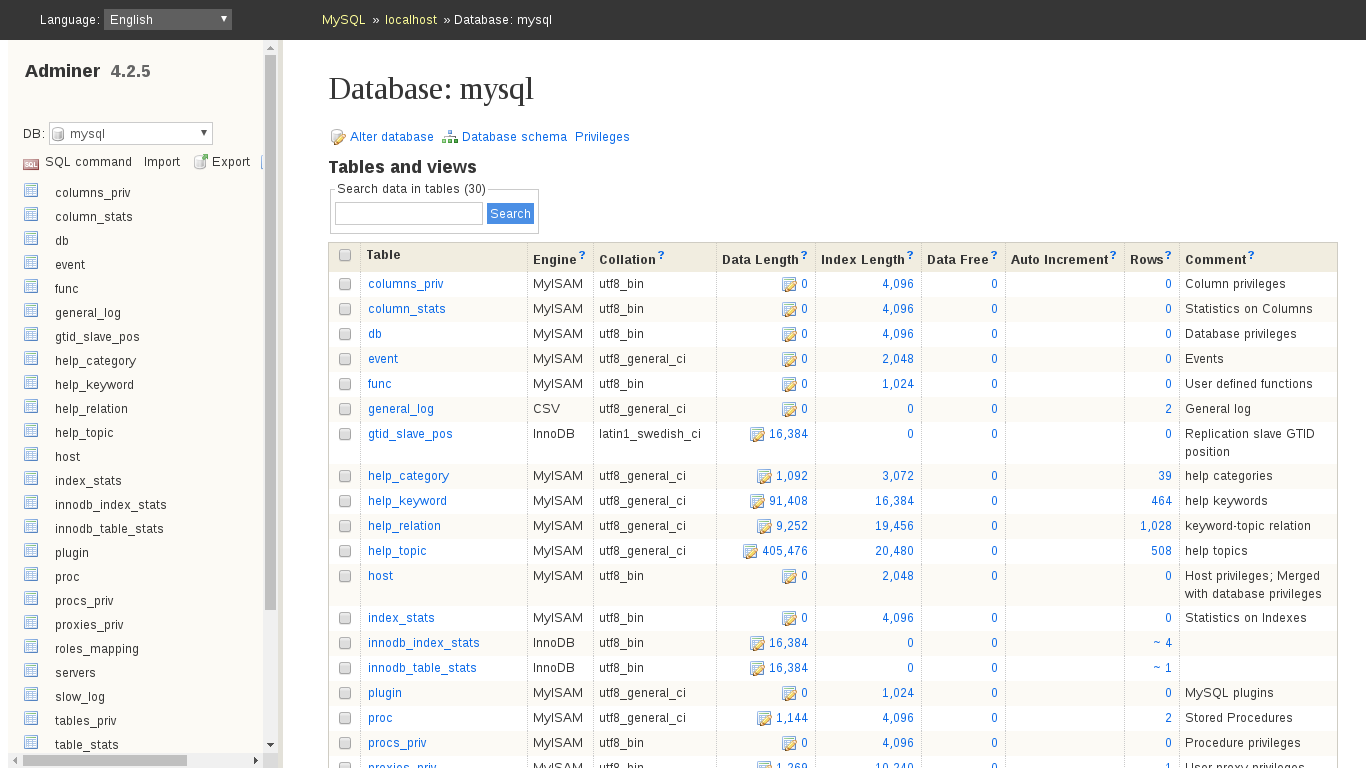 Language: English
MySQL » localhost » Database: mysql
Adminer 4.2.5
DB: mysql
SQL command Import Export
columns_priv
column_stats
db
event
func
general_log
gtid_slave_pos
help_category
help_keyword
help_relation
help_topic
host
index_stats
innodb_index_stats
innodb_table_stats
plugin
proc
procs_priv
proxies_priv
roles_mapping
servers
slow_log
tables_priv
table_stats
Database: mysql
Alter database Database schema Privileges
Tables and views
Search data in tables (30)
Search
Table Engine? Collation? Data Length? Index Length? Data Free? Auto Increment? Rows? Comment?
columns_priv MyISAM utf8_bin 0 4,096 0 0 Column privileges
column_stats MyISAM utf8_bin 0 4,096 0 0 Statistics on Columns
db MyISAM utf8_bin 0 4,096 0 0 Database privileges
event MyISAM utf8_general_ci 0 2,048 0 0 Events
func MyISAM utf8_bin 0 1,024 0 0 User defined functions
general_log CSV utf8_general_ci 0 0 0 2 General log
gtid_slave_pos InnoDB latin1_swedish_ci 16,384 0 0 0 Replication slave GTID
position
help_category MyISAM utf8_general_ci 1,092 3,072 0 39 help categories
help_keyword MyISAM utf8_general_ci 91,408 16,384 0 464 help keywords
help_relation MyISAM utf8_general_ci 9,252 19,456 0 1,028 keyword-topic relation
help_topic MyISAM utf8_general_ci 405,476 20,480 0 508 help topics
host MyISAM utf8_bin 0 2,048 0 0 Host privileges; Merged
with database privileges
index_stats MyISAM utf8_bin 0 4,096 0 0 Statistics on Indexes
innodb_index_stats InnoDB utf8_bin 16,384 0 0 ~ 4
innodb_table_stats InnoDB utf8_bin 16,384 0 0 ~ 1
plugin MyISAM utf8_general_ci 0 1,024 0 0 MySQL plugins
proc MyISAM utf8_general_ci 1,144 4,096 0 2 Stored Procedures
procs_priv MyISAM utf8_bin 0 4,096 0 0 Procedure privileges
proxies_priv MyISAM utf8_bin 1,269 10,240 0 1 User proxy privileges